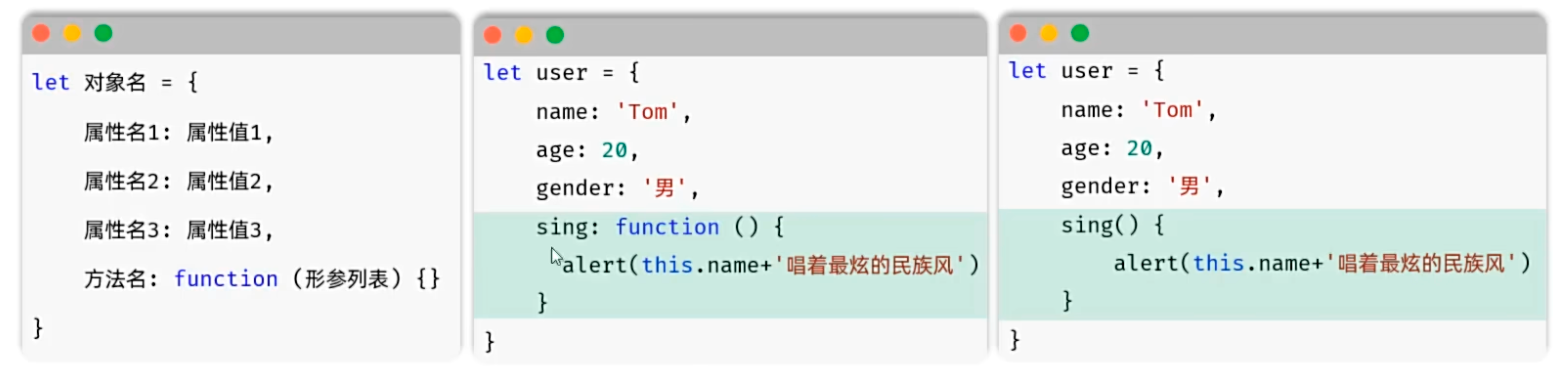 let 对象名 = {
属性名1: 属性值1,
属性名2: 属性值2,
属性名3: 属性值3,
方法名: function (形参列表) {}
}
let user = {
name: 'Tom',
age: 20,
gender: '男',
sing: function () {
alert(this.name+'唱着最炫的民族风')
}
}
let user = {
name: 'Tom',
age: 20,
gender: '男',
sing() {
alert(this.name+'唱着最炫的民族风')
}
}